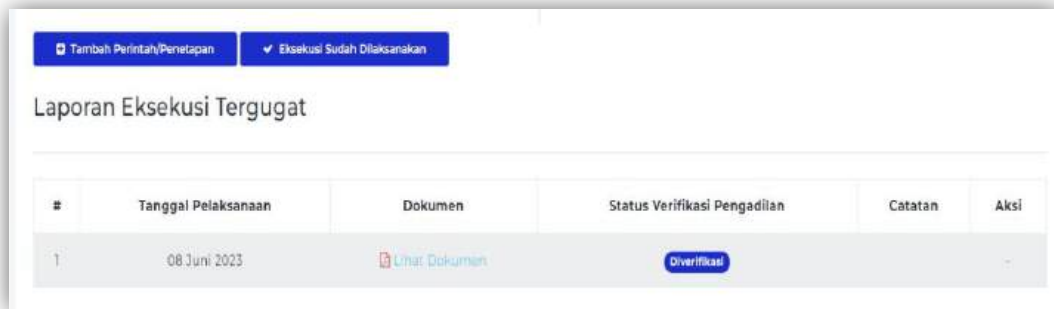 Tambah Perintah/Penetapan Eksekusi Sudah Dilaksanakan
Laporan Eksekusi Tergugat
# Tanggal Pelaksanaan Dokumen Status Verifikasi Pengadilan Catatan Aksi
1 08 Juni 2023 Lihat Dokumen Diverifikasi -